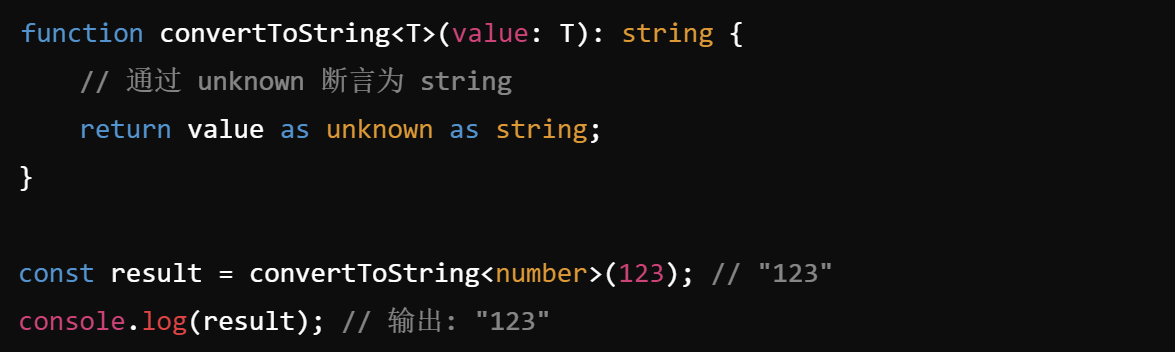 function convertToString<T>(value: T): string {
    // 通过 unknown 断言为 string
    return value as unknown as string;
}
const result = convertToString<number>(123); // "123"
console.log(result); // 输出: "123"